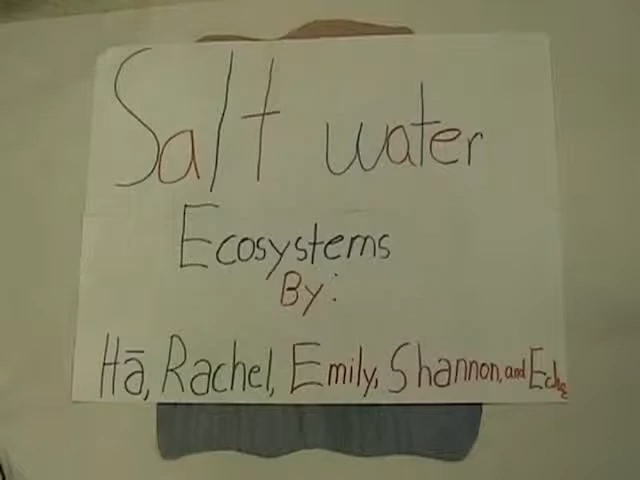 Salt water
Ecosystems
By:
Hā, Rachel, Emily, Shannon, and